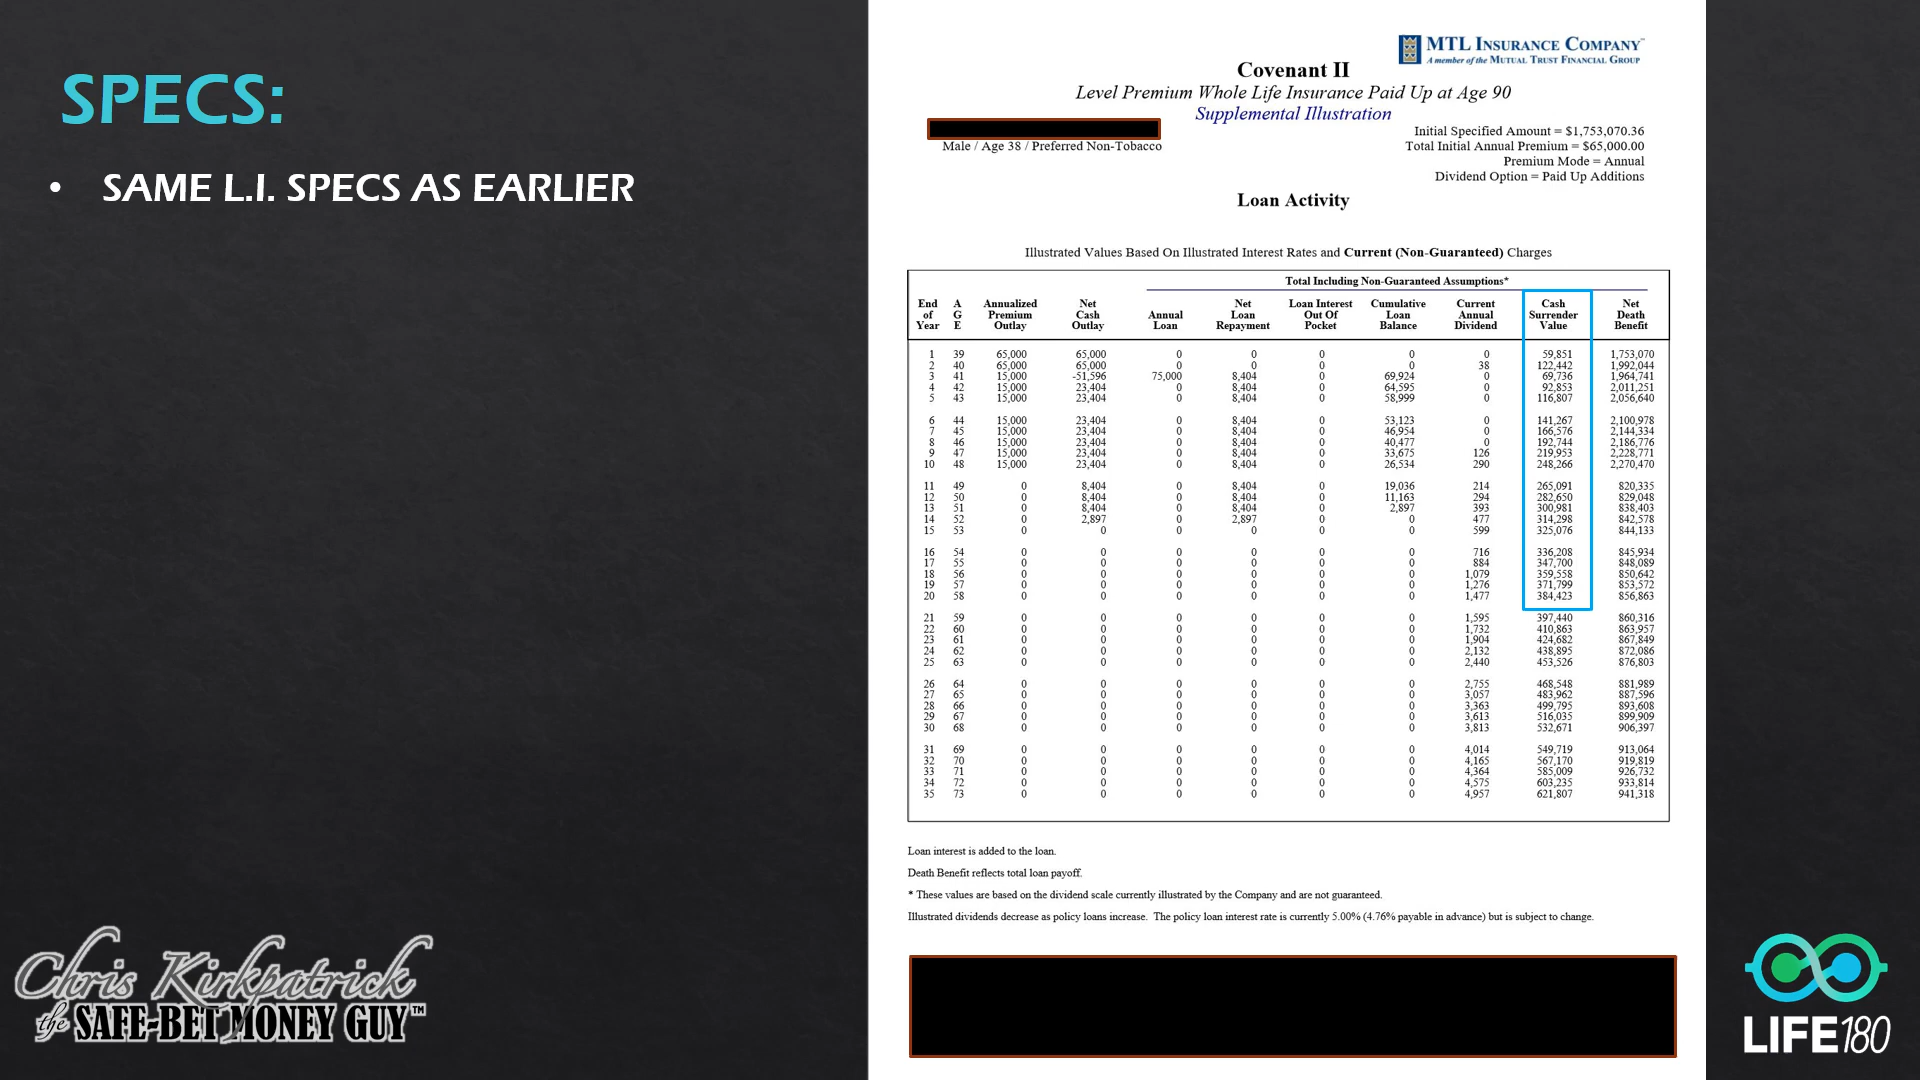 SPECS:
• SAME L.I. SPECS AS EARLIER
MTL INSURANCE COMPANY
A member of the MUTUAL TRUST FINANCIAL GROUP
Covenant II
Level Premium Whole Life Insurance Paid Up at Age 90
Supplemental Illustration
Male / Age 38 / Preferred Non-Tobacco
Initial Specified Amount = $1,753,070.36
Total Initial Annual Premium = $65,000.00
Premium Mode = Annual
Dividend Option = Paid Up Additions
Loan Activity
Illustrated Values Based On Illustrated Interest Rates and Current (Non-Guaranteed) Charges
Total Including Non-Guaranteed Assumptions*
End A Annualized Net Net Loan Interest Cumulative Current Cash Net
of G Premium Cash Annual Loan Out Of Loan Annual Surrender Death
Year E Outlay Outlay Loan Repayment Pocket Balance Dividend Value Benefit
1 39 65,000 65,000 0 0 0 0 0 59,851 1,753,070
2 40 65,000 65,000 0 0 0 0 38 122,442 1,992,044
3 41 15,000 -51,596 75,000 8,404 0 69,924 0 69,736 1,964,741
4 42 15,000 23,404 0 8,404 0 64,595 0 92,853 2,011,251
5 43 15,000 23,404 0 8,404 0 58,999 0 116,807 2,056,640
6 44 15,000 23,404 0 8,404 0 53,123 0 141,267 2,100,978
7 45 15,000 23,404 0 8,404 0 46,954 0 166,576 2,144,334
8 46 15,000 23,404 0 8,404 0 40,477 0 192,744 2,186,776
9 47 15,000 23,404 0 8,404 0 33,675 126 219,953 2,228,771
10 48 15,000 23,404 0 8,404 0 26,534 290 248,266 2,270,470
11 49 0 8,404 0 8,404 0 19,036 214 265,091 820,335
12 50 0 8,404 0 8,404 0 11,163 294 282,650 829,048
13 51 0 8,404 0 8,404 0 2,897 393 300,981 838,403
14 52 0 2,897 0 2,897 0 0 477 314,298 842,578
15 53 0 0 0 0 0 0 599 325,076 844,133
16 54 0 0 0 0 0 0 716 336,208 845,934
17 55 0 0 0 0 0 0 884 347,700 848,089
18 56 0 0 0 0 0 0 1,079 359,558 850,642
19 57 0 0 0 0 0 0 1,276 371,799 853,572
20 58 0 0 0 0 0 0 1,477 384,423 856,863
21 59 0 0 0 0 0 0 1,595 397,440 860,316
22 60 0 0 0 0 0 0 1,732 410,863 863,957
23 61 0 0 0 0 0 0 1,904 424,682 867,849
24 62 0 0 0 0 0 0 2,132 438,895 872,086
25 63 0 0 0 0 0 0 2,440 453,526 876,803
26 64 0 0 0 0 0 0 2,755 468,548 881,989
27 65 0 0 0 0 0 0 3,057 483,962 887,596
28 66 0 0 0 0 0 0 3,363 499,795 893,608
29 67 0 0 0 0 0 0 3,613 516,035 899,909
30 68 0 0 0 0 0 0 3,813 532,671 906,397
31 69 0 0 0 0 0 0 4,014 549,719 913,064
32 70 0 0 0 0 0 0 4,165 567,170 919,819
33 71 0 0 0 0 0 0 4,364 585,009 926,732
34 72 0 0 0 0 0 0 4,575 603,235 933,814
35 73 0 0 0 0 0 0 4,957 621,807 941,318
Loan interest is added to the loan.
Death Benefit reflects total loan payoff.
* These values are based on the dividend scale currently illustrated by the Company and are not guaranteed.
Illustrated dividends decrease as policy loans increase. The policy loan interest rate is currently 5.00% (4.76% payable in advance) but is subject to change.
Chris Kirkpatrick
the SAFE-BET MONEY GUY™
LIFE180